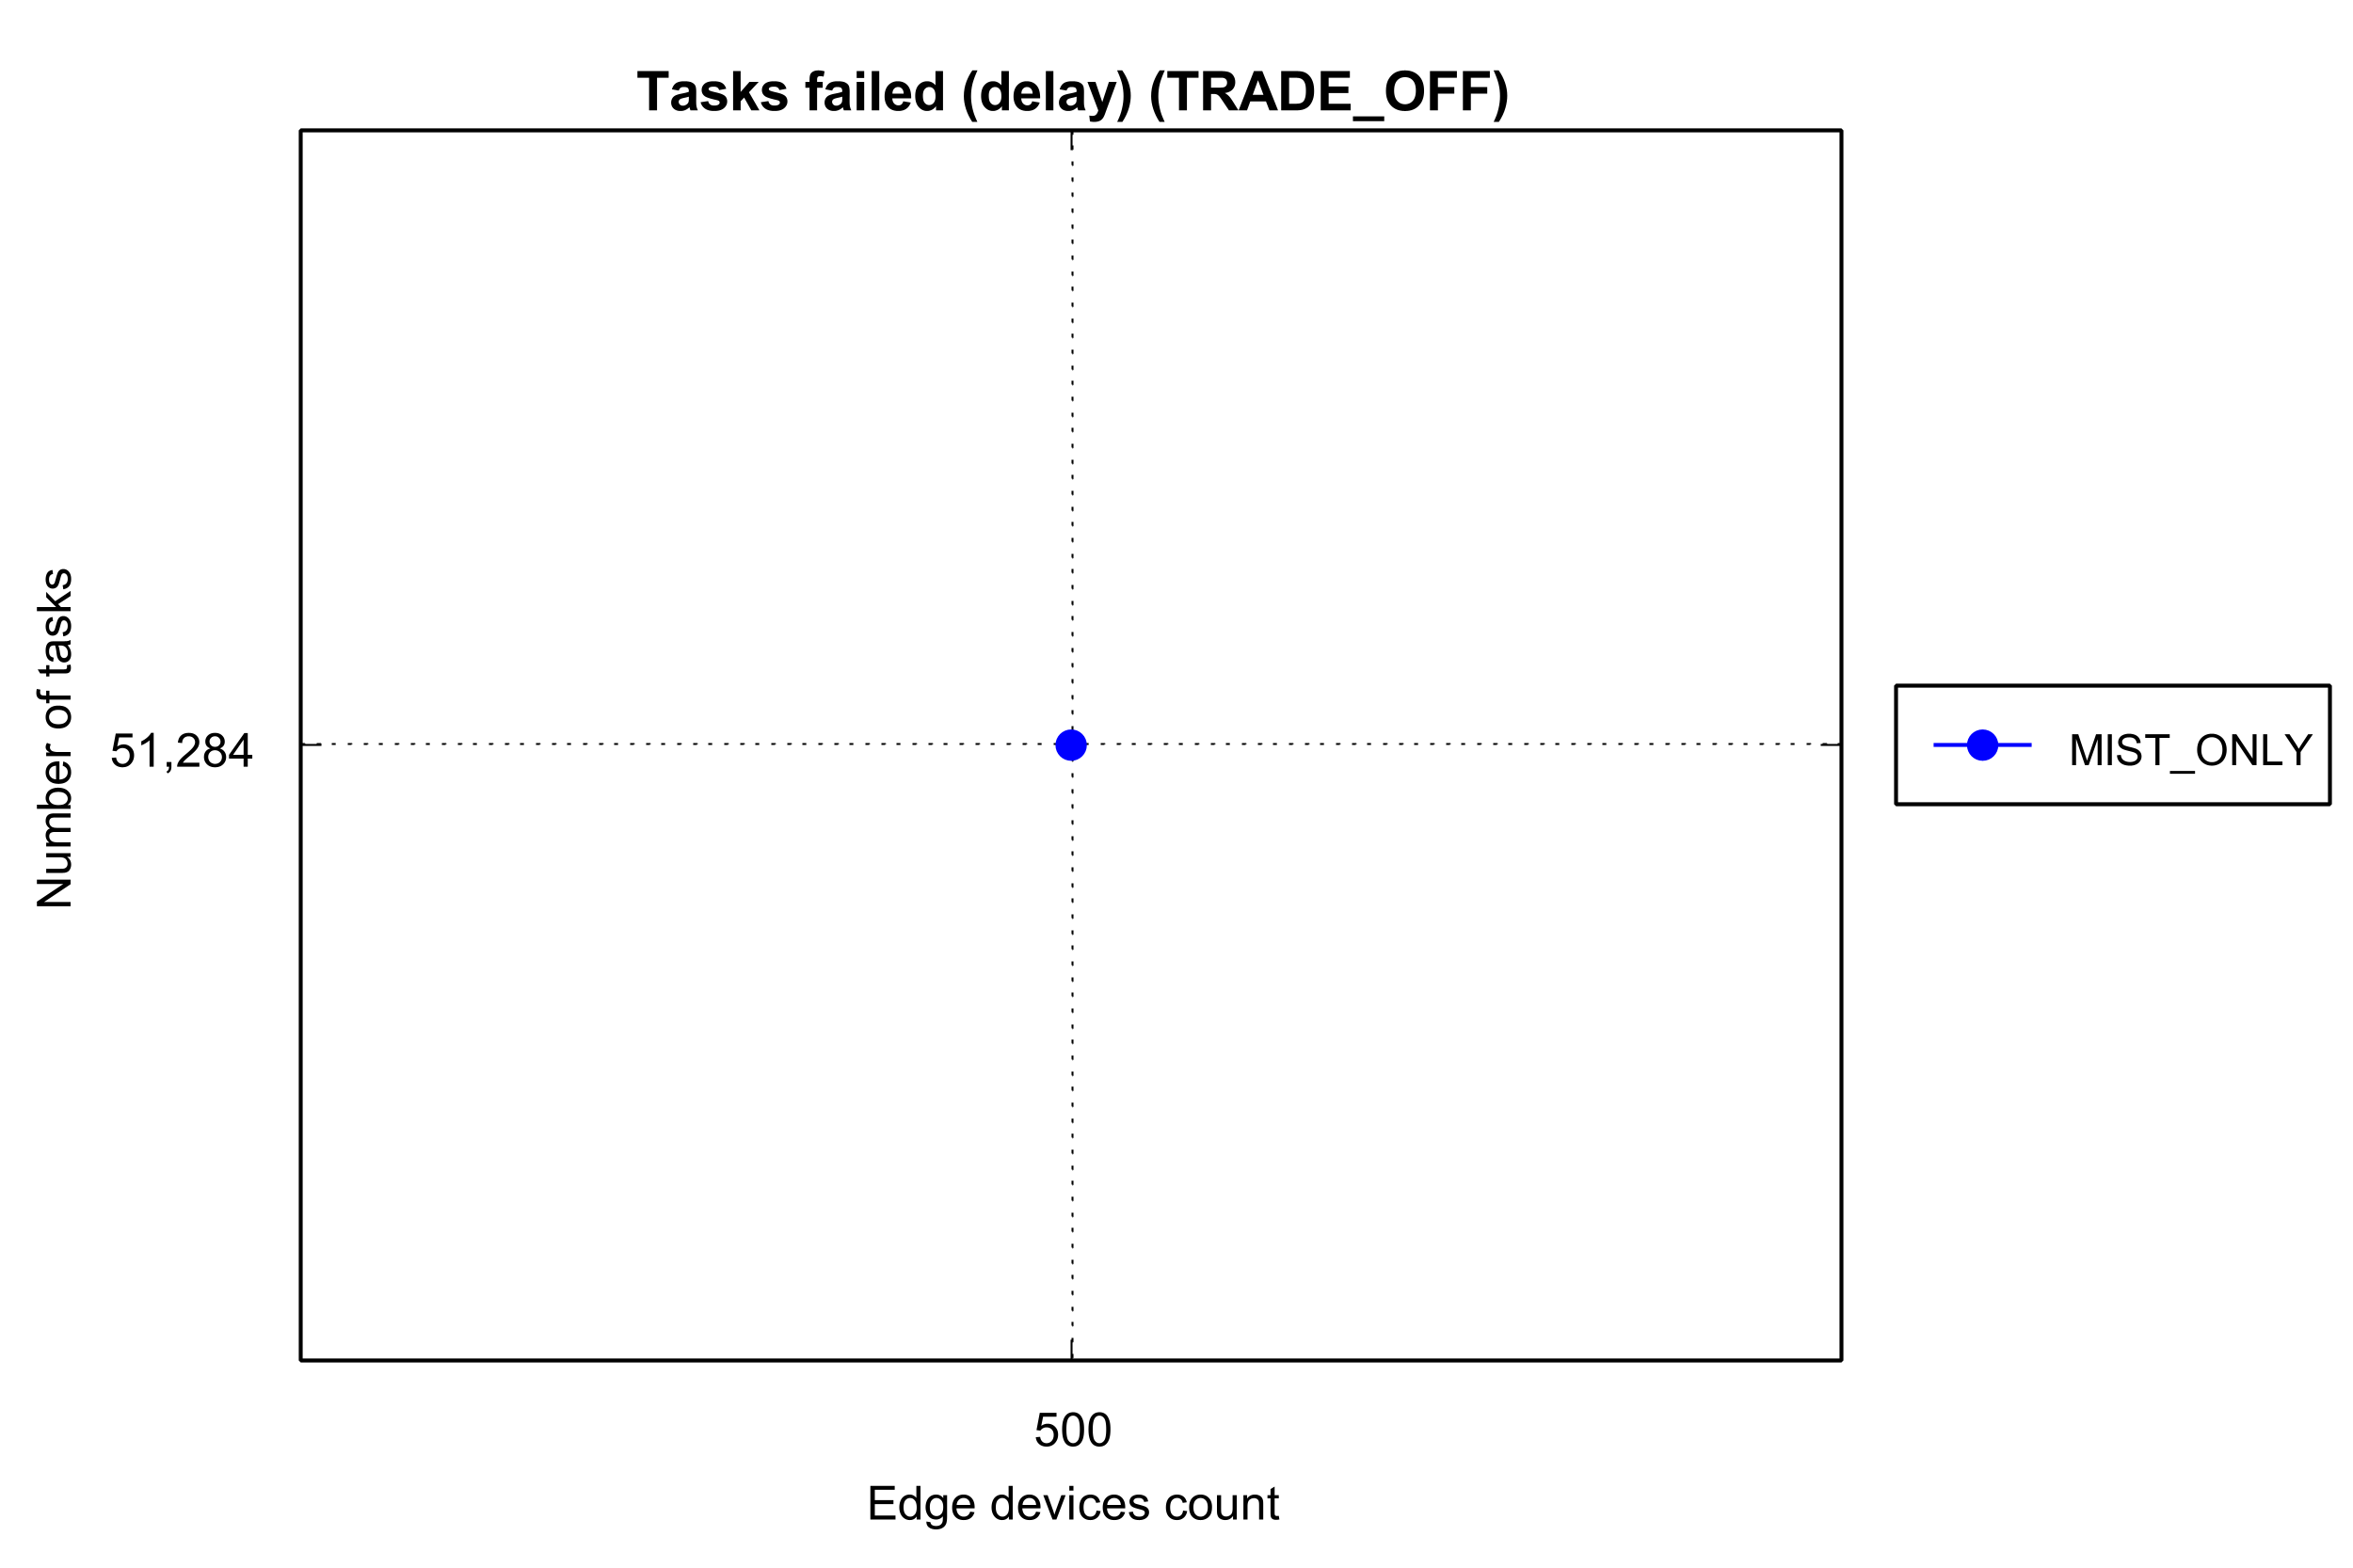 Tasks failed (delay) (TRADE_OFF)
Number of tasks
51,284
MIST_ONLY
500
Edge devices count